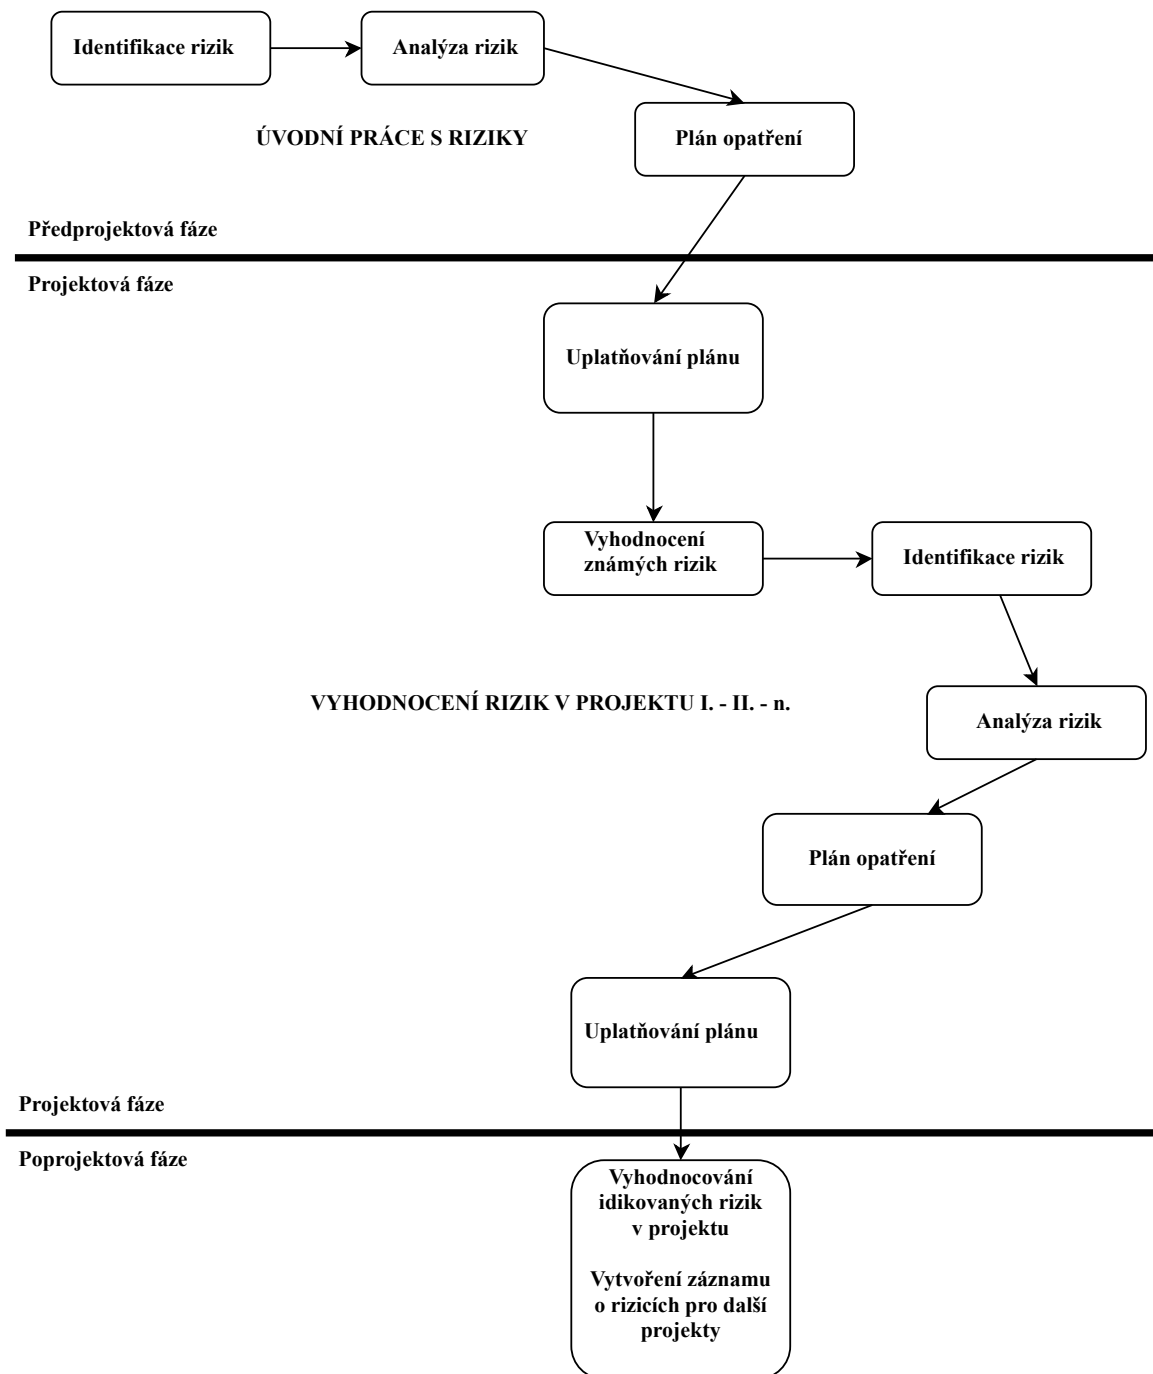 Identifikace rizik
Analýza rizik
Plán opatření
ÚVODNÍ PRÁCE S RIZIKY
Předprojektová fáze
Projektová fáze
Uplatňování plánu
Vyhodnocení
známých rizik
Identifikace rizik
VYHODNOCENÍ RIZIK V PROJEKTU I. - II. - n.
Analýza rizik
Plán opatření
Uplatňování plánu
Projektová fáze
Poprojektová fáze
Vyhodnocování
idikovaných rizik
v projektu
Vytvoření záznamu
o rizicích pro další
projekty